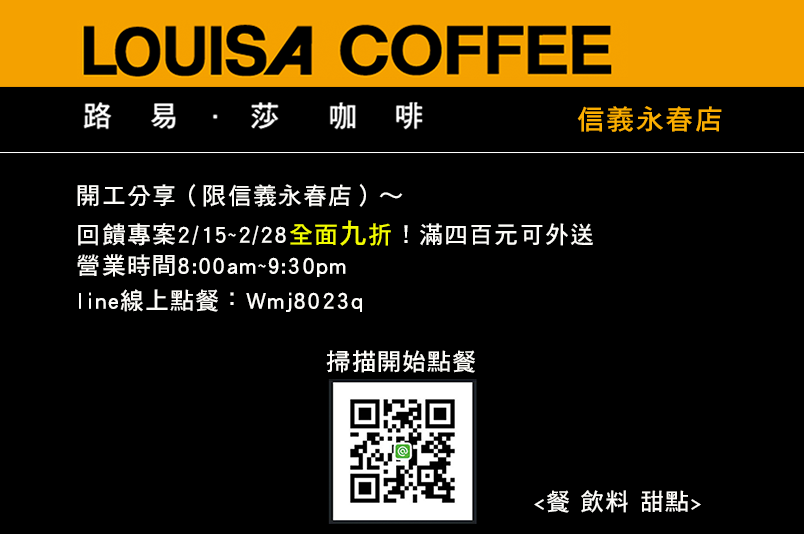 LOUISA COFFEE
路易·莎 咖啡 信義永春店
開工分享(限信義永春店)～
回饋專案2/15~2/28全面九折！滿四百元可外送
營業時間8:00am~9:30pm
line線上點餐：Wmj8023q
掃描開始點餐
<餐 飲料 甜點>